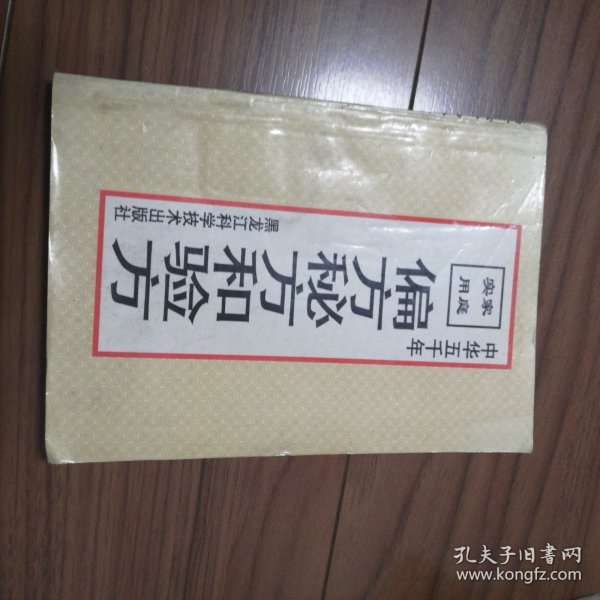 中华五千年
家庭
实用
偏方秘方和验方
黑龙江科学技术出版社
孔夫子旧书网
www.kongfz.com